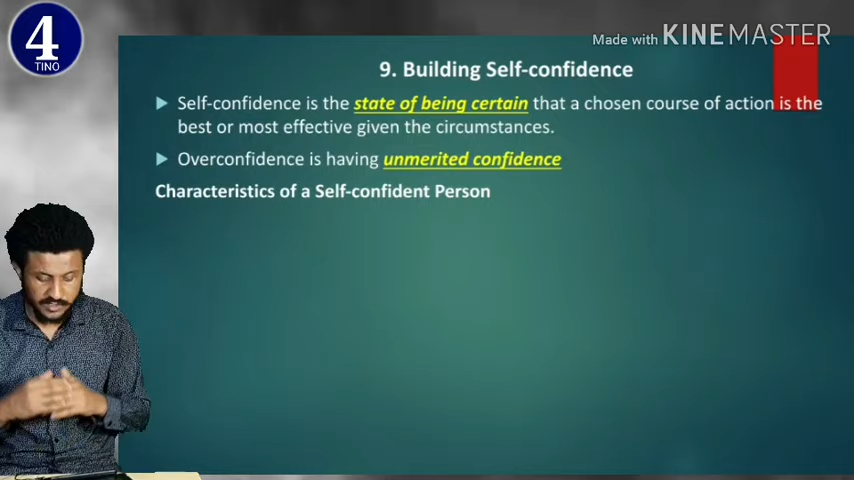 4
TINO
Made with KINEMASTER
9. Building Self-confidence
Self-confidence is the state of being certain that a chosen course of action is the
best or most effective given the circumstances.
Overconfidence is having unmerited confidence
Characteristics of a Self-confident Person